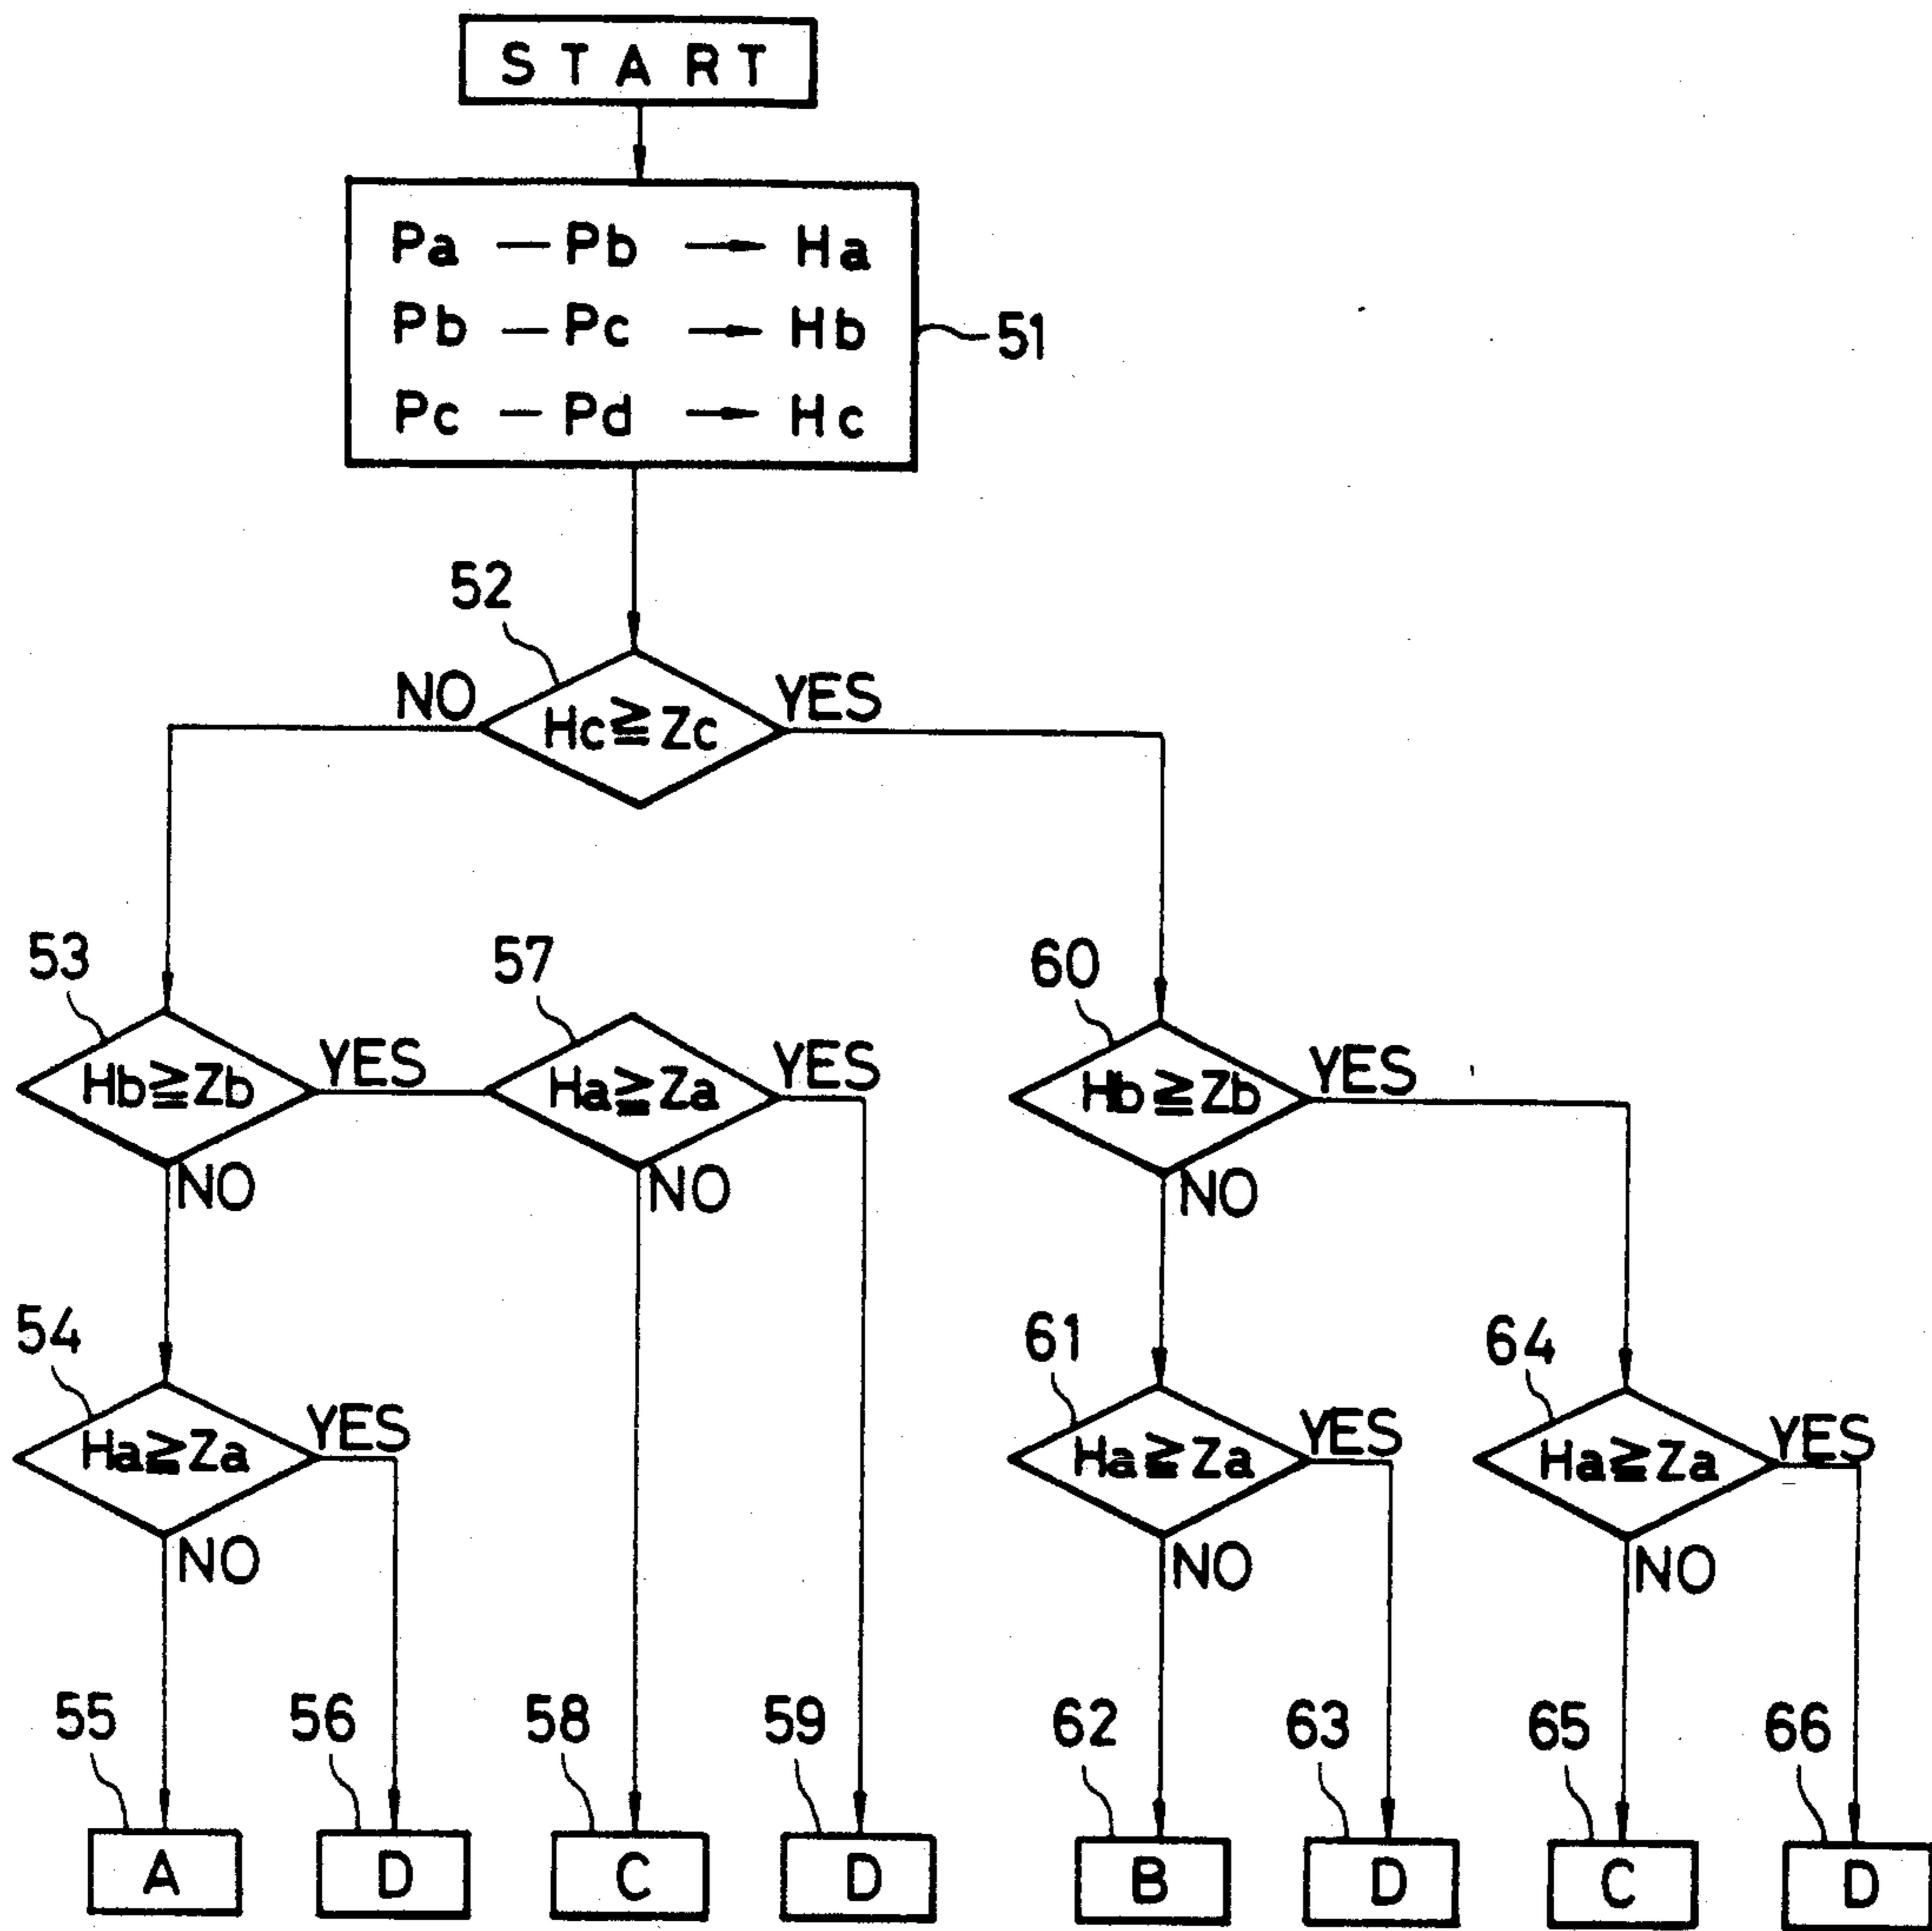 START
Pa — Pb → Ha
Pb — Pc → Hb
Pc — Pd → Hc
51
52
NO
YES
Hc≧Zc
53
57
60
Hb≧Zb
YES
Ha≧Za
YES
Hb≧Zb
YES
NO
NO
NO
54
61
64
Ha≧Za
YES
Ha≧Za
YES
Ha≧Za
YES
NO
NO
NO
55
56
58
59
62
63
65
66
A
D
C
D
B
D
C
D